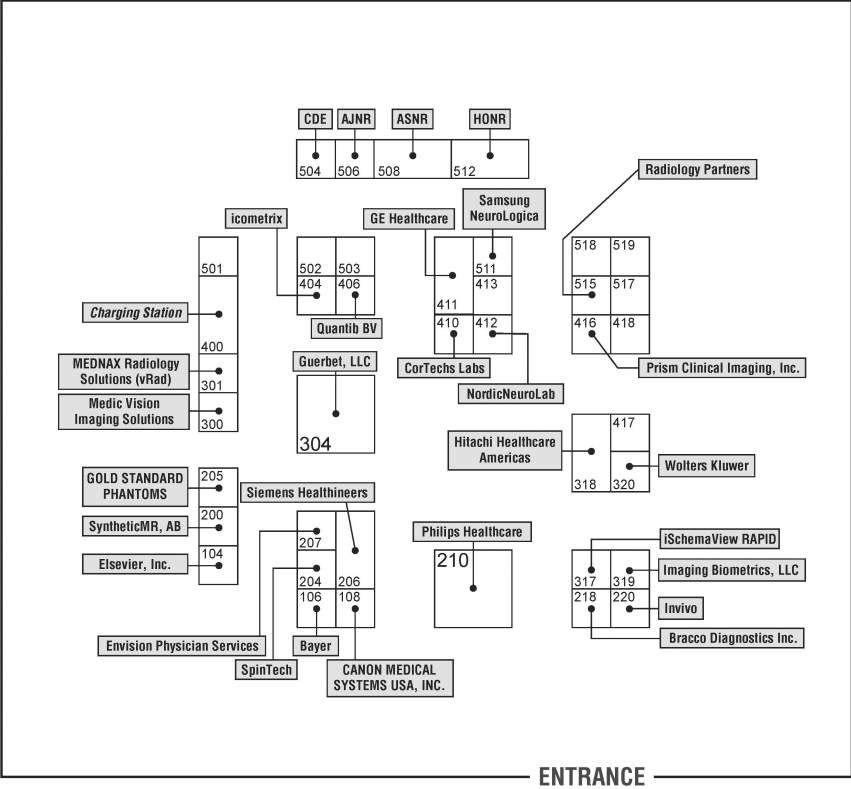 CDE AJNR ASNR HONR
504 506 508 512
Radiology Partners
Samsung
NeuroLogica
icometrix GE Healthcare
501 502 503 511 518 519
404 406 411 413 515 517
Charging Station
Quantib BV
400 410 412 416 418
MEDNAX Radiology
Solutions (vRad)
301
Guerbet, LLC
CorTechs Labs
Prism Clinical Imaging, Inc.
NordicNeuroLab
Medic Vision
Imaging Solutions
300
304
417
Hitachi Healthcare
Americas
318 320
Wolters Kluwer
GOLD STANDARD
PHANTOMS
205
Siemens Healthineers
SyntheticMR, AB
200
Philips Healthcare
207
210
iSchemaView RAPID
Elsevier, Inc.
104
204 206
317 319
Imaging Biometrics, LLC
106 108
218 220
Invivo
Bracco Diagnostics Inc.
Envision Physician Services
Bayer
SpinTech
CANON MEDICAL
SYSTEMS USA, INC.
ENTRANCE